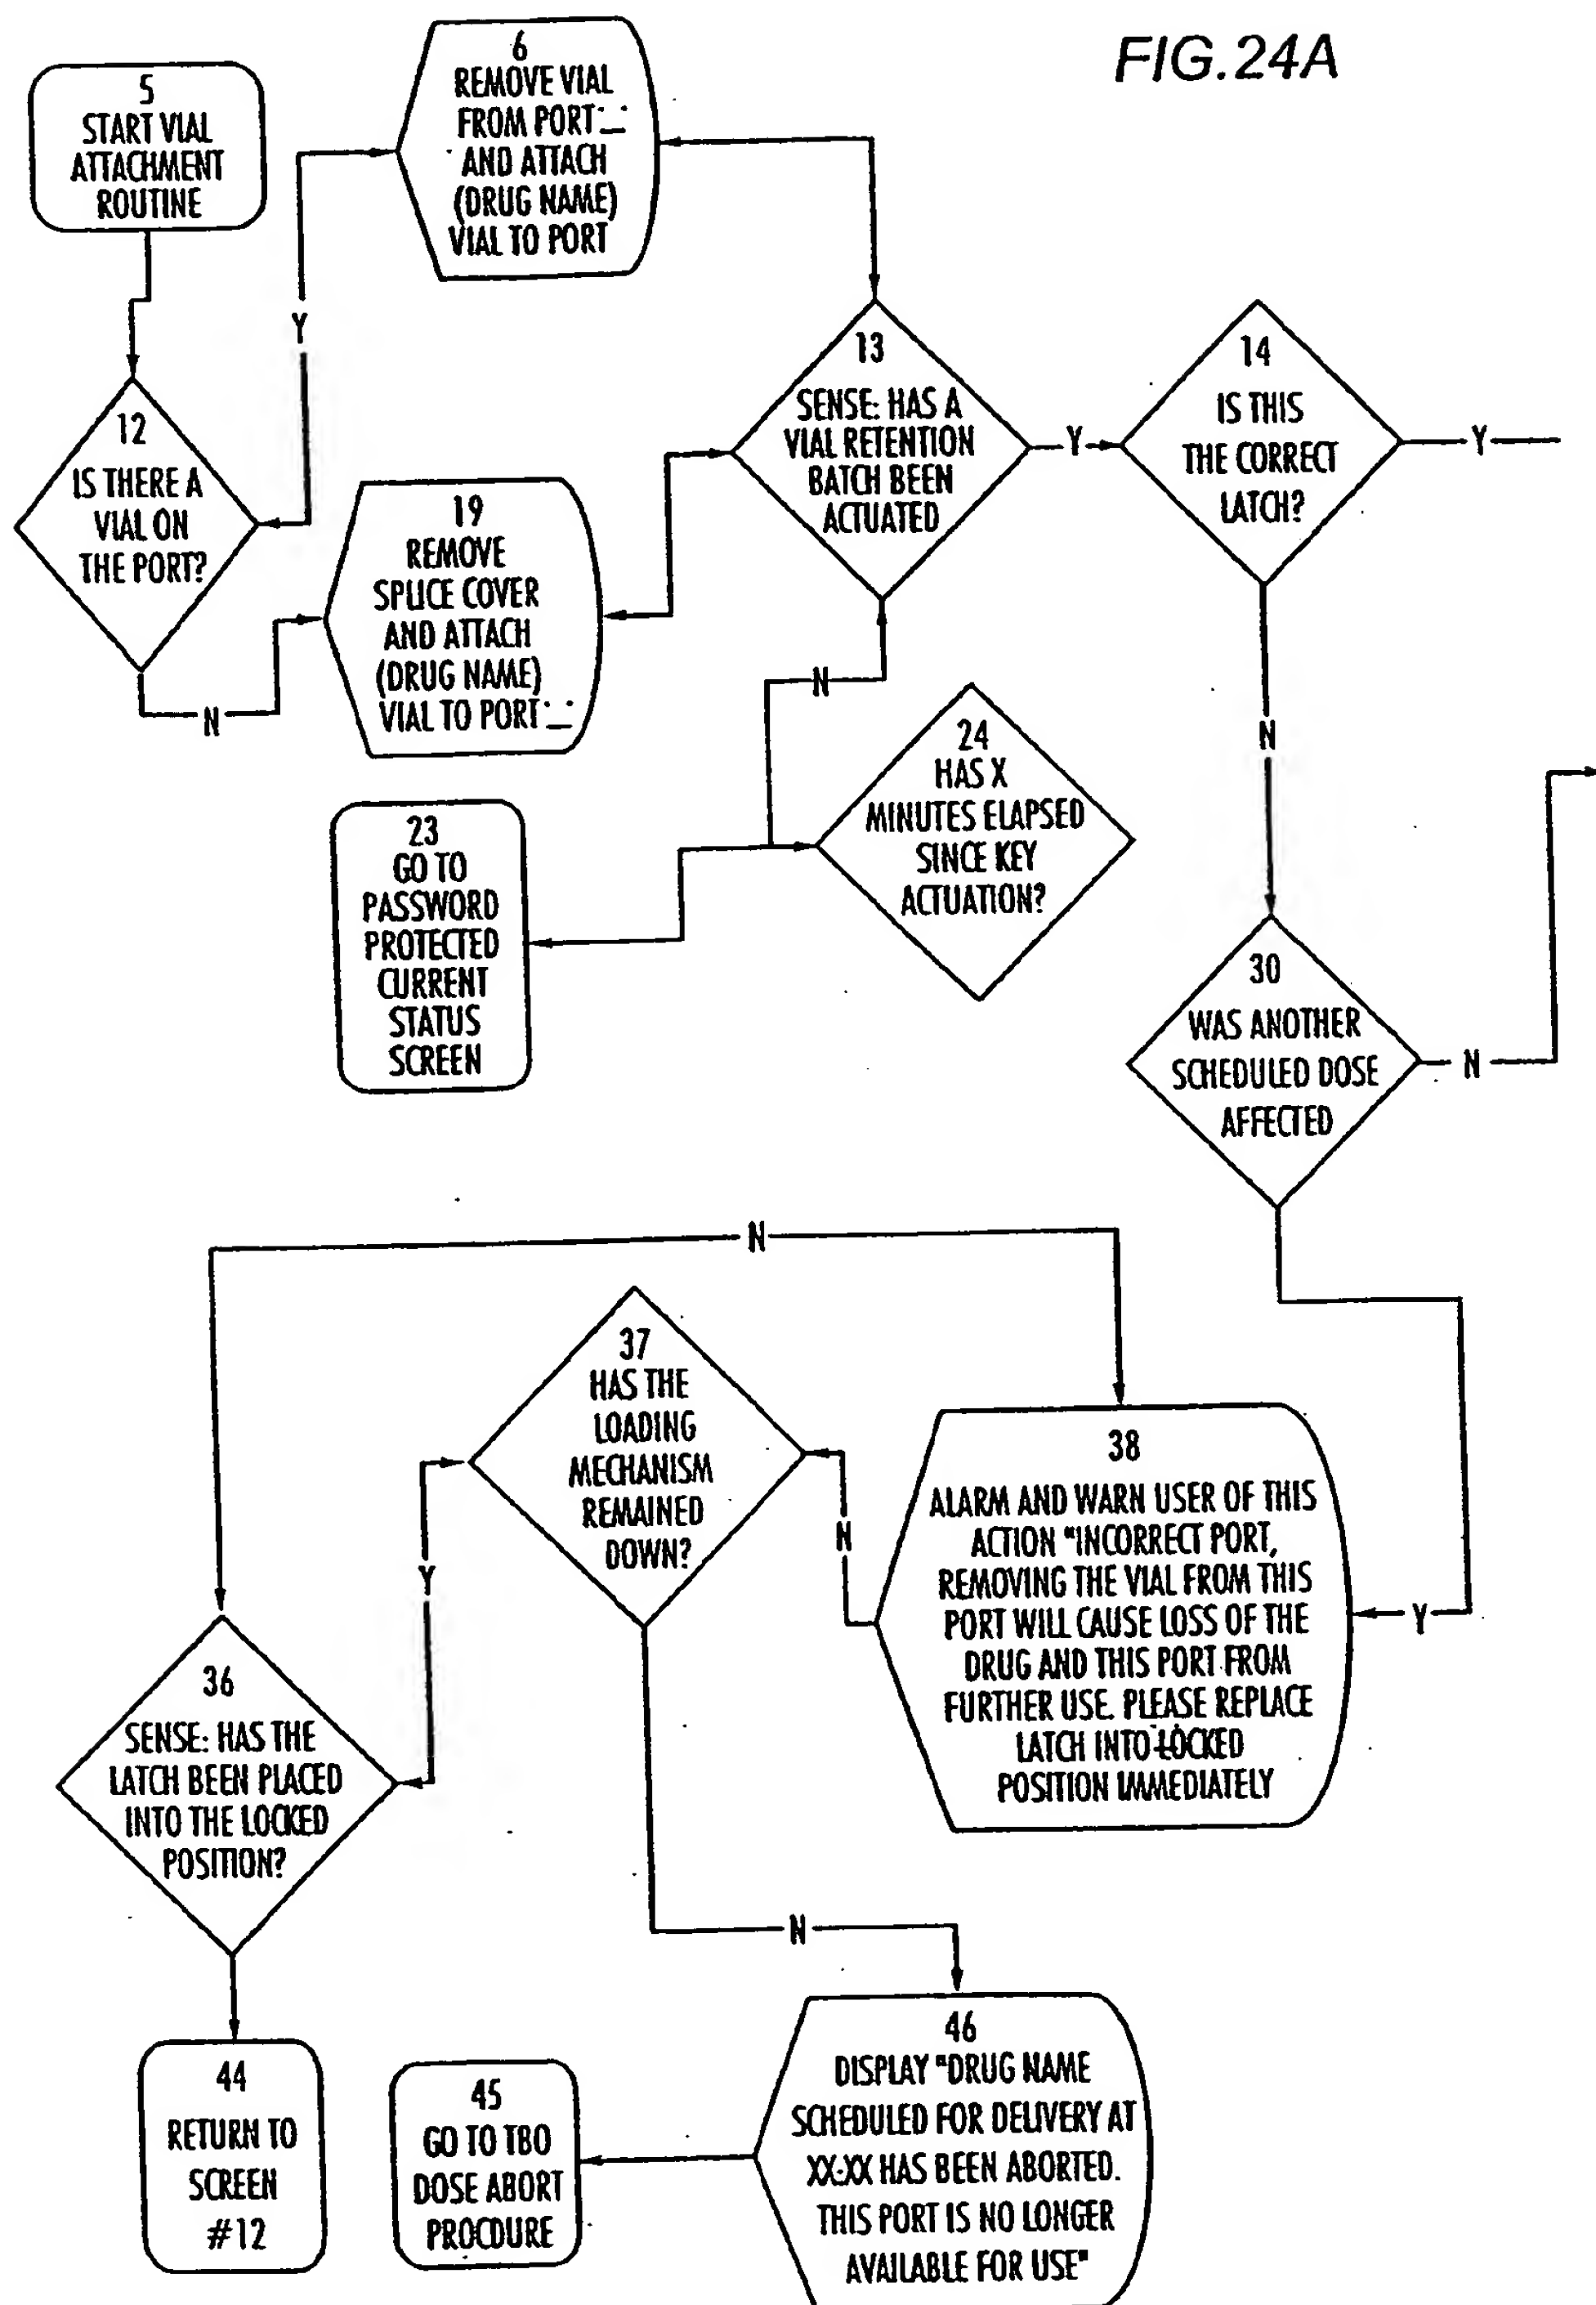 FIG.24A
5
START VIAL
ATTACHMENT
ROUTINE
6
REMOVE VIAL
FROM PORT:_:
AND ATTACH
(DRUG NAME)
VIAL TO PORT
Y
12
IS THERE A
VIAL ON
THE PORT?
N
19
REMOVE
SPLICE COVER
AND ATTACH
(DRUG NAME)
VIAL TO PORT:_:
13
SENSE: HAS A
VIAL RETENTION
BATCH BEEN
ACTUATED
Y
14
IS THIS
THE CORRECT
LATCH?
Y
N
N
24
HAS X
MINUTES ELAPSED
SINCE KEY
ACTUATION?
23
GO TO
PASSWORD
PROTECTED
CURRENT
STATUS
SCREEN
30
WAS ANOTHER
SCHEDULED DOSE
AFFECTED
N
Y
N
37
HAS THE
LOADING
MECHANISM
REMAINED
DOWN?
N
Y
38
ALARM AND WARN USER OF THIS
ACTION "INCORRECT PORT,
REMOVING THE VIAL FROM THIS
PORT WILL CAUSE LOSS OF THE
DRUG AND THIS PORT FROM
FURTHER USE. PLEASE REPLACE
LATCH INTO LOCKED
POSITION IMMEDIATELY
36
SENSE: HAS THE
LATCH BEEN PLACED
INTO THE LOCKED
POSITION?
N
44
RETURN TO
SCREEN
#12
45
GO TO TBO
DOSE ABORT
PROCDURE
46
DISPLAY "DRUG NAME
SCHEDULED FOR DELIVERY AT
XX:XX HAS BEEN ABORTED.
THIS PORT IS NO LONGER
AVAILABLE FOR USE"